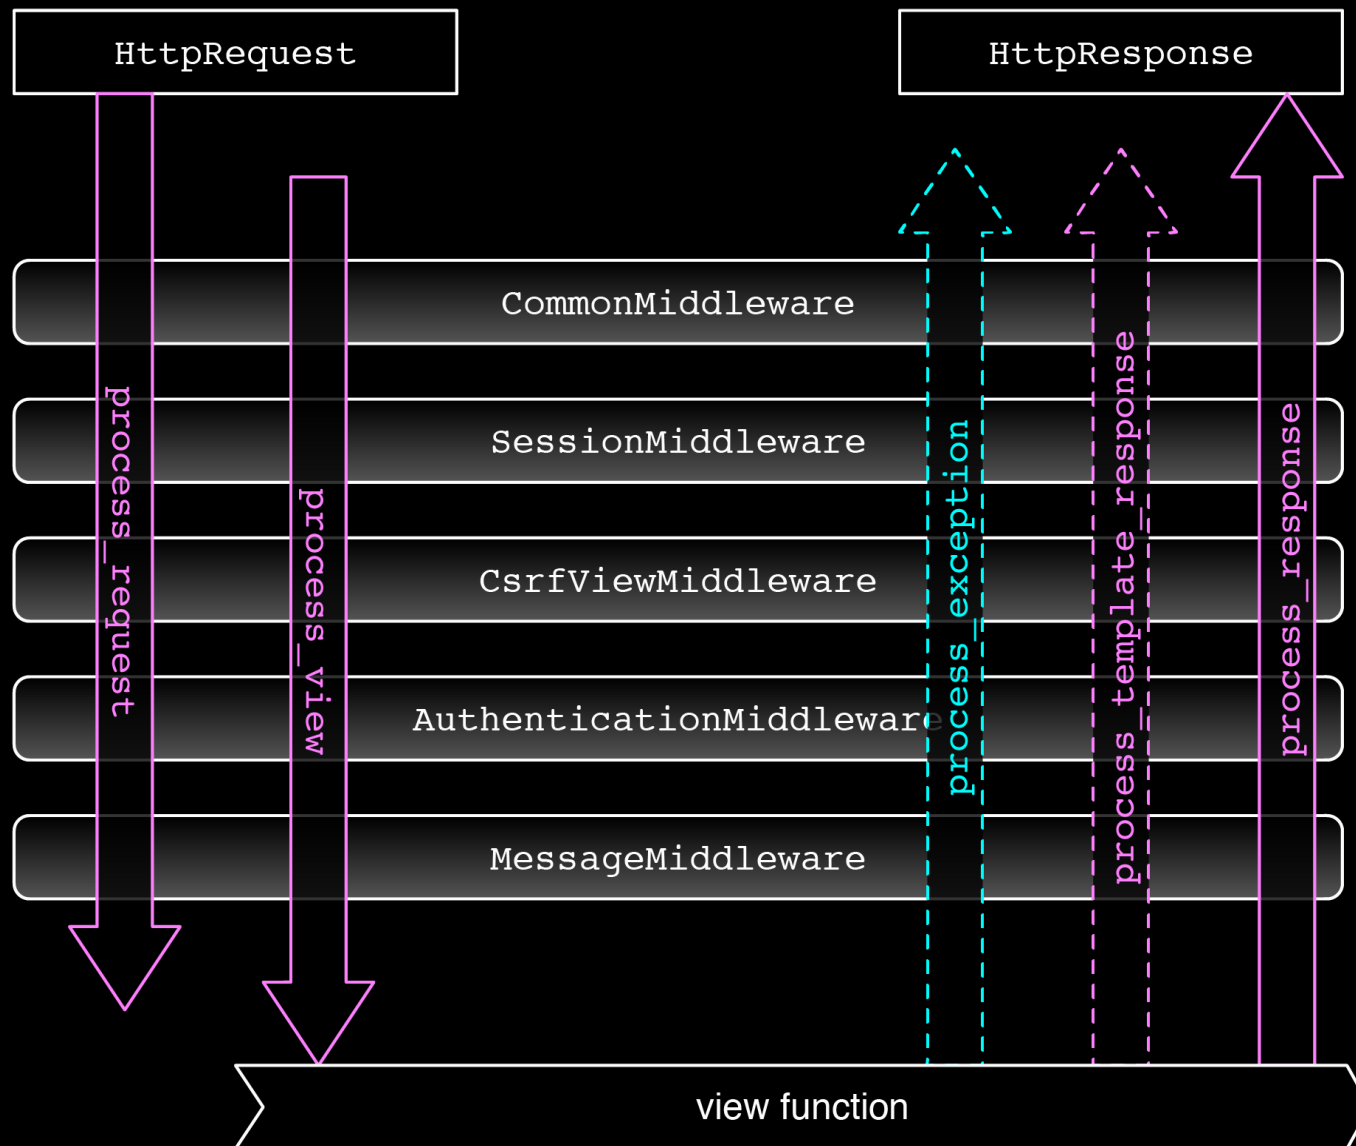 HttpRequest
HttpResponse
CommonMiddleware
SessionMiddleware
CsrfViewMiddleware
AuthenticationMiddleware
MessageMiddleware
process_request
process_view
process_exception
process_template_response
process_response
view function